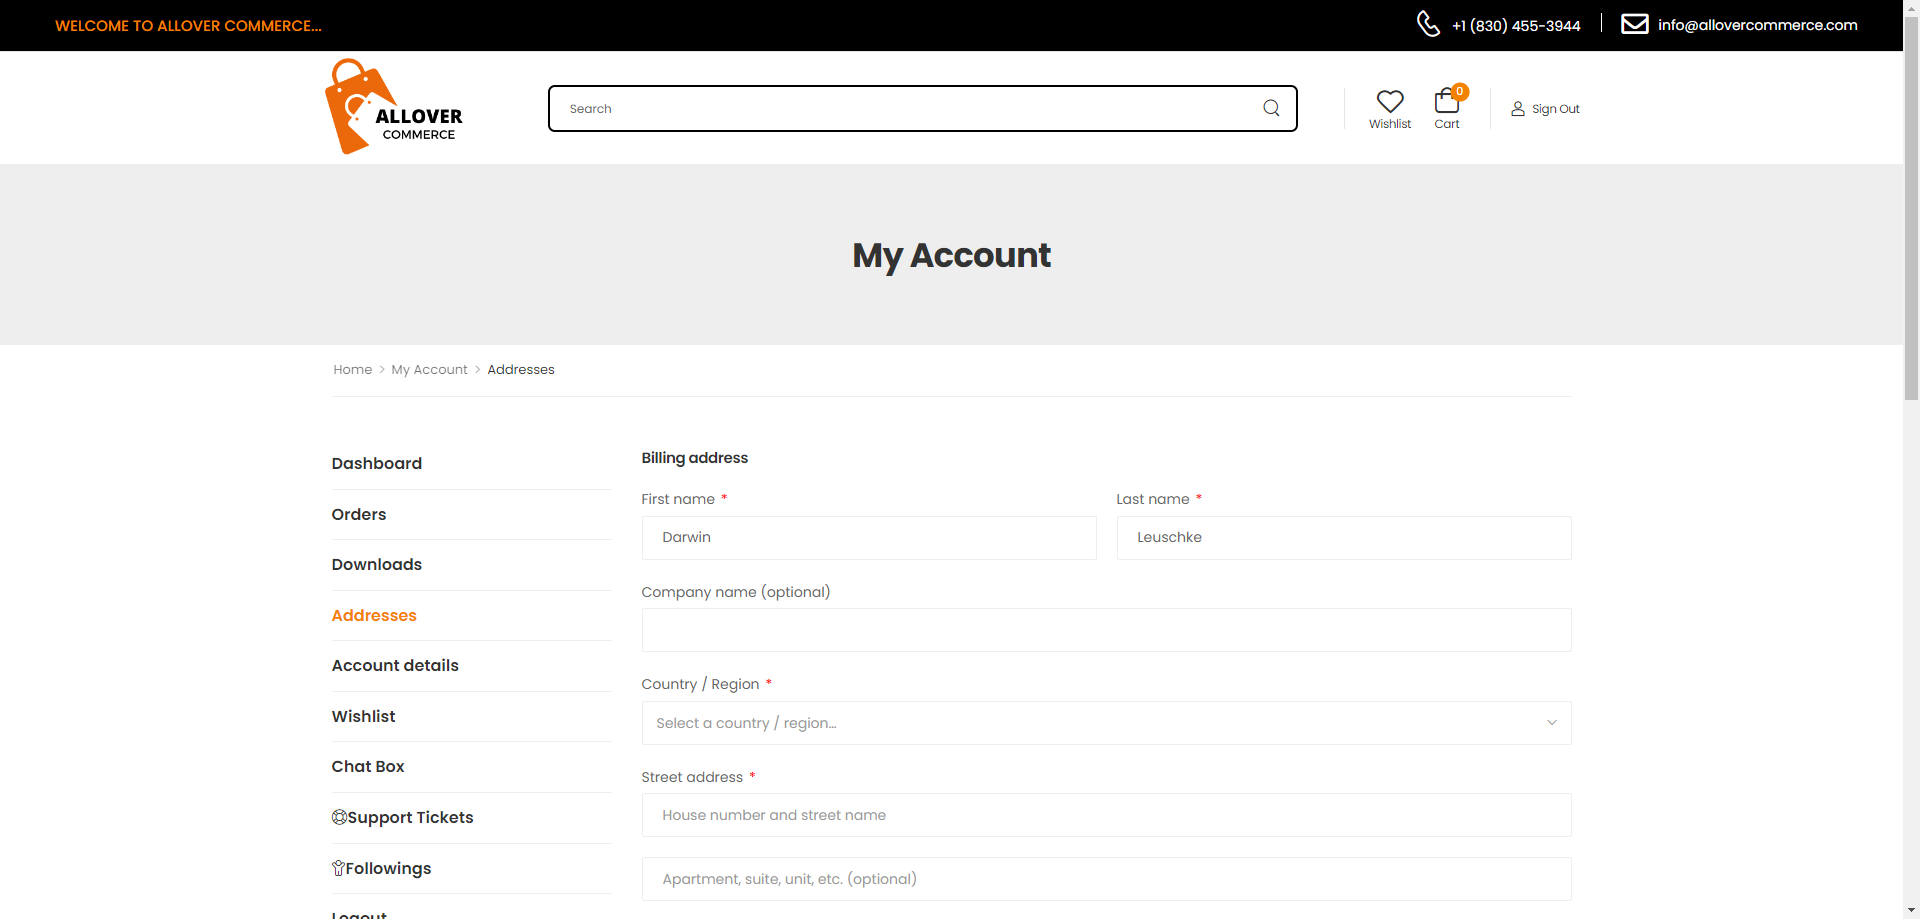 WELCOME TO ALLOVER COMMERCE...
+1 (830) 455-3944
info@allovercommerce.com
ALLOVER
COMMERCE
Search
Wishlist
0
Cart
Sign Out
My Account
Home > My Account > Addresses
Dashboard
Orders
Downloads
Addresses
Account details
Wishlist
Chat Box
Support Tickets
Followings
Logout
Billing address
First name *
Last name *
Darwin
Leuschke
Company name (optional)
Country / Region *
Select a country / region...
Street address *
House number and street name
Apartment, suite, unit, etc. (optional)